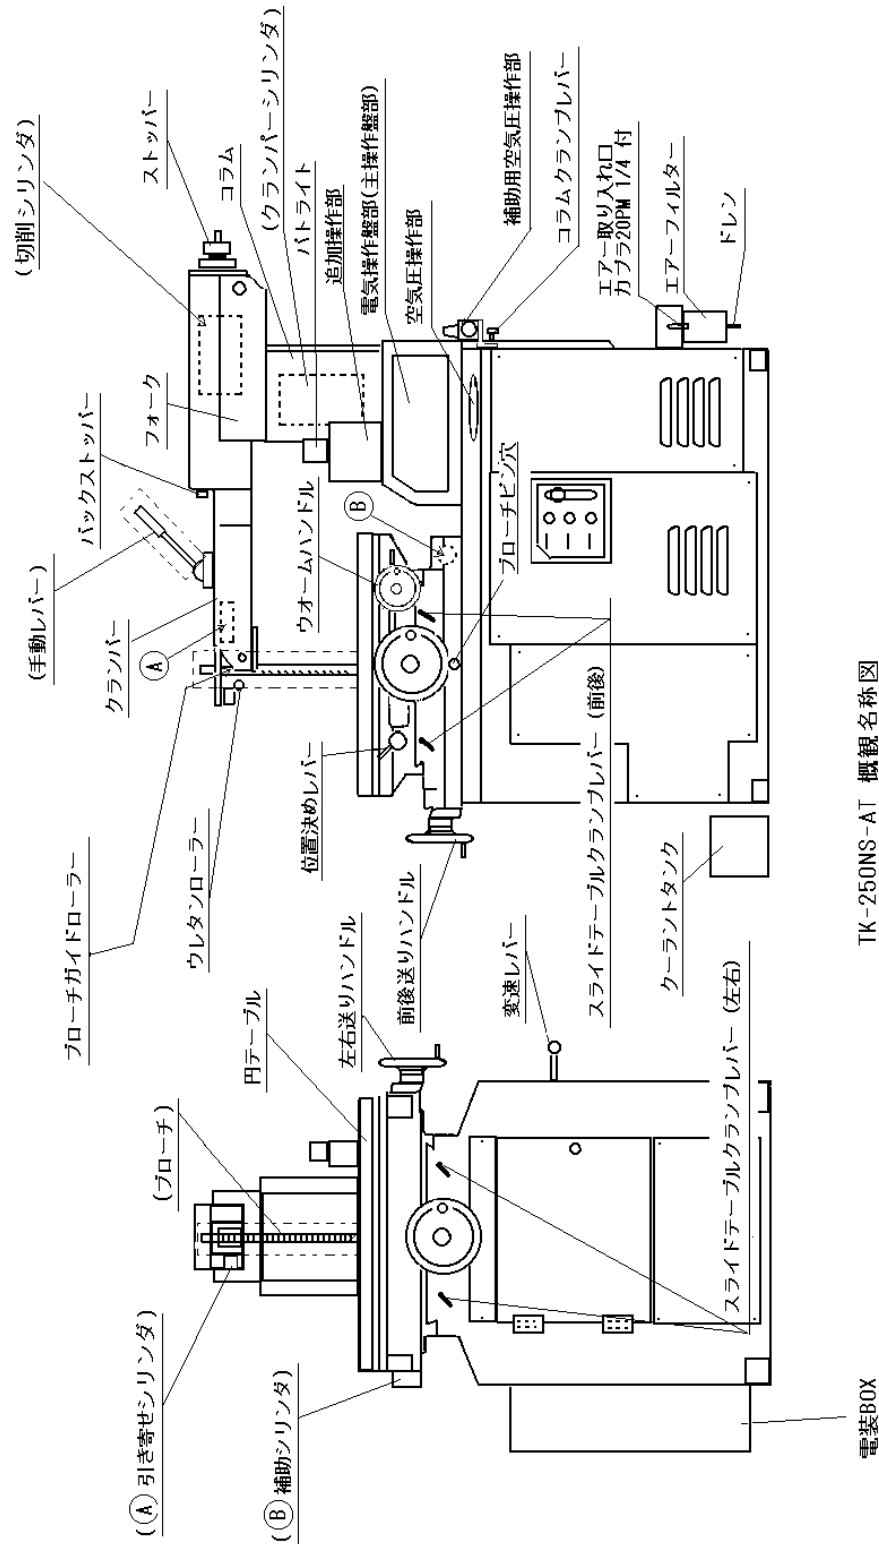 (切削シリンダ)
ストッパー
コラム
(クランパーシリンダ)
パトライト
追加操作部
電気操作盤部(主操作盤部)
空気圧操作部
補助用空気圧操作部
コラムクランプレバー
エアー取り入れ口
カプラ20PM 1/4 付
エアーフィルター
ドレン
フォーク
バックストッパー
(手動レバー)
クランパー
A
ウオームハンドル
B
ブローチピン穴
ブローチガイドローラー
ウレタンローラー
位置決めレバー
前後送りハンドル
スライドテーブルクランプレバー (前後)
クーラントタンク
円テーブル
左右送りハンドル
変速レバー
(ブローチ)
スライドテーブルクランプレバー (左右)
(A 引き寄せシリンダ)
(B 補助シリンダ)
電装BOX
TK-250NS-AT 概観名称図